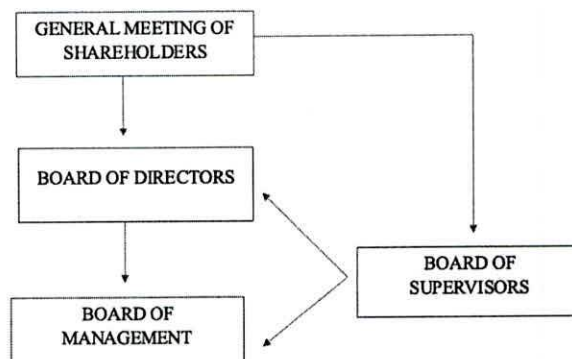 GENERAL MEETING OF
SHAREHOLDERS
BOARD OF DIRECTORS
BOARD OF
SUPERVISORS
BOARD OF
MANAGEMENT